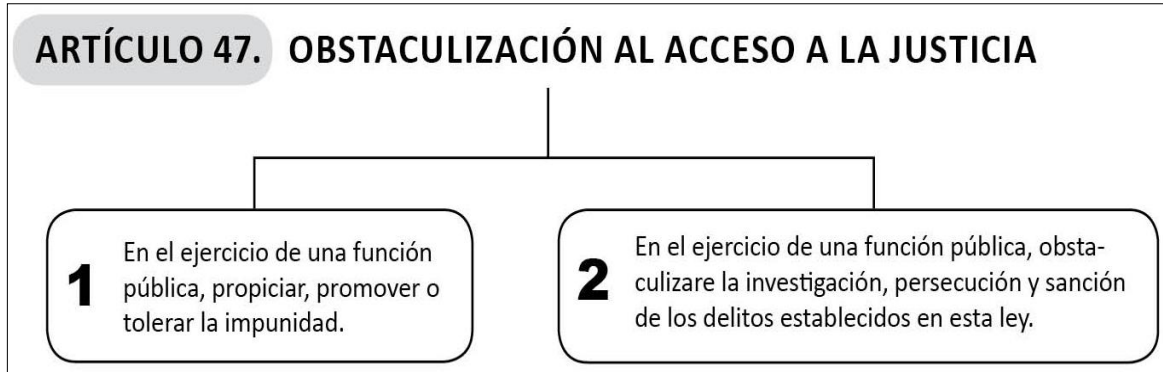 ARTÍCULO 47. OBSTACULIZACIÓN AL ACCESO A LA JUSTICIA
1
En el ejercicio de una función
pública, propiciar, promover o
tolerar la impunidad.
2
En el ejercicio de una función pública, obsta-
culizare la investigación, persecución y sanción
de los delitos establecidos en esta ley.